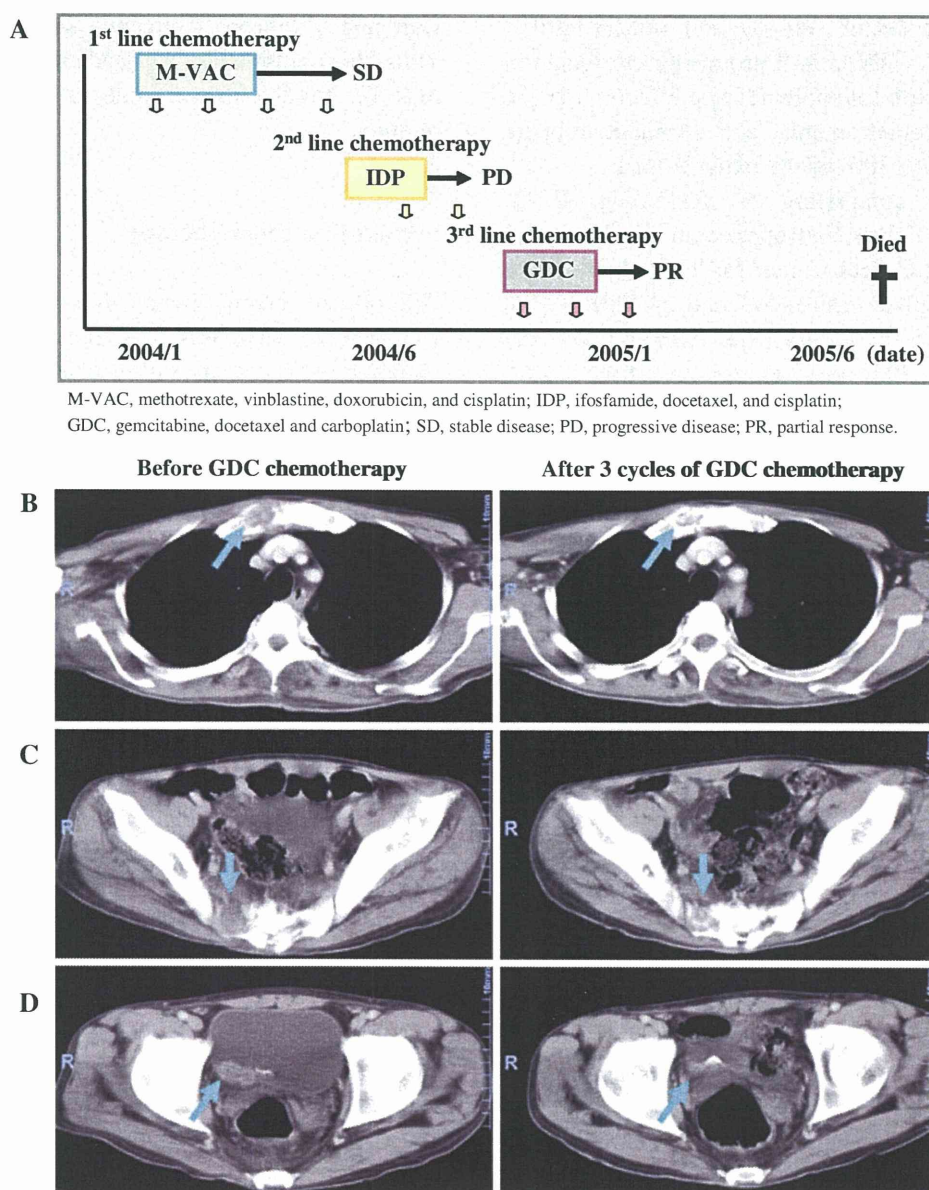 A
1st line chemotherapy
M-VAC
SD
2nd line chemotherapy
IDP
PD
3rd line chemotherapy
GDC
PR
Died
2004/1 2004/6 2005/1 2005/6 (date)
M-VAC, methotrexate, vinblastine, doxorubicin, and cisplatin; IDP, ifosfamide, docetaxel, and cisplatin;
GDC, gemcitabine, docetaxel and carboplatin; SD, stable disease; PD, progressive disease; PR, partial response.
Before GDC chemotherapy After 3 cycles of GDC chemotherapy
B
R R
C
R R
D
R R